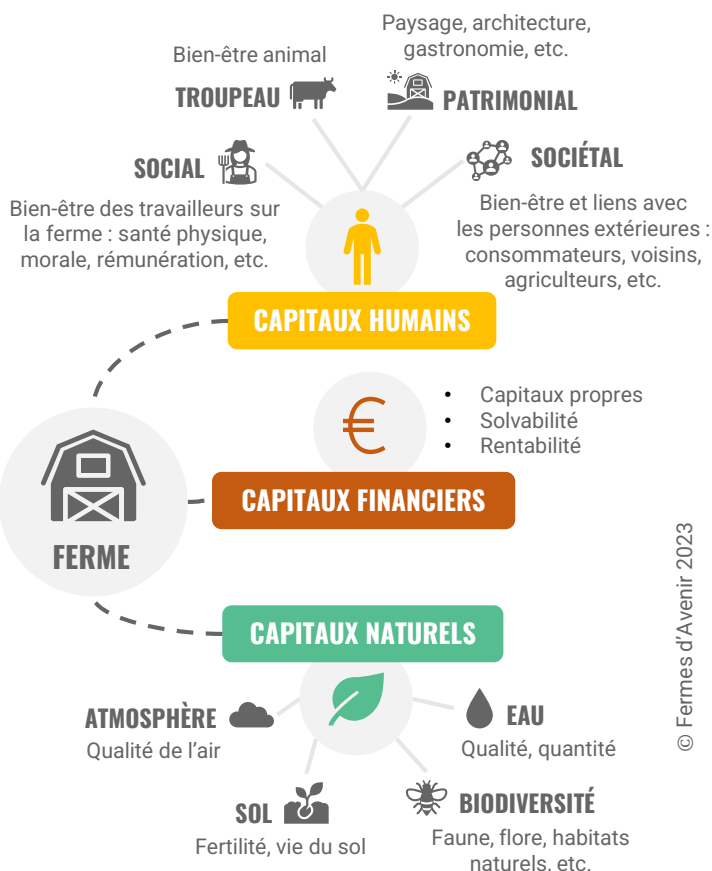 Bien-être animal
TROUPEAU
Paysage, architecture,
gastronomie, etc.
PATRIMONIAL
SOCIAL
Bien-être des travailleurs sur
la ferme : santé physique,
morale, rémunération, etc.
SOCIÉTAL
Bien-être et liens avec
les personnes extérieures :
consommateurs, voisins,
agriculteurs, etc.
CAPITAUX HUMAINS
€
• Capitaux propres
• Solvabilité
• Rentabilité
CAPITAUX FINANCIERS
FERME
CAPITAUX NATURELS
ATMOSPHÈRE
Qualité de l'air
EAU
Qualité, quantité
SOL
Fertilité, vie du sol
BIODIVERSITÉ
Faune, flore, habitats
naturels, etc.
© Fermes d'Avenir 2023